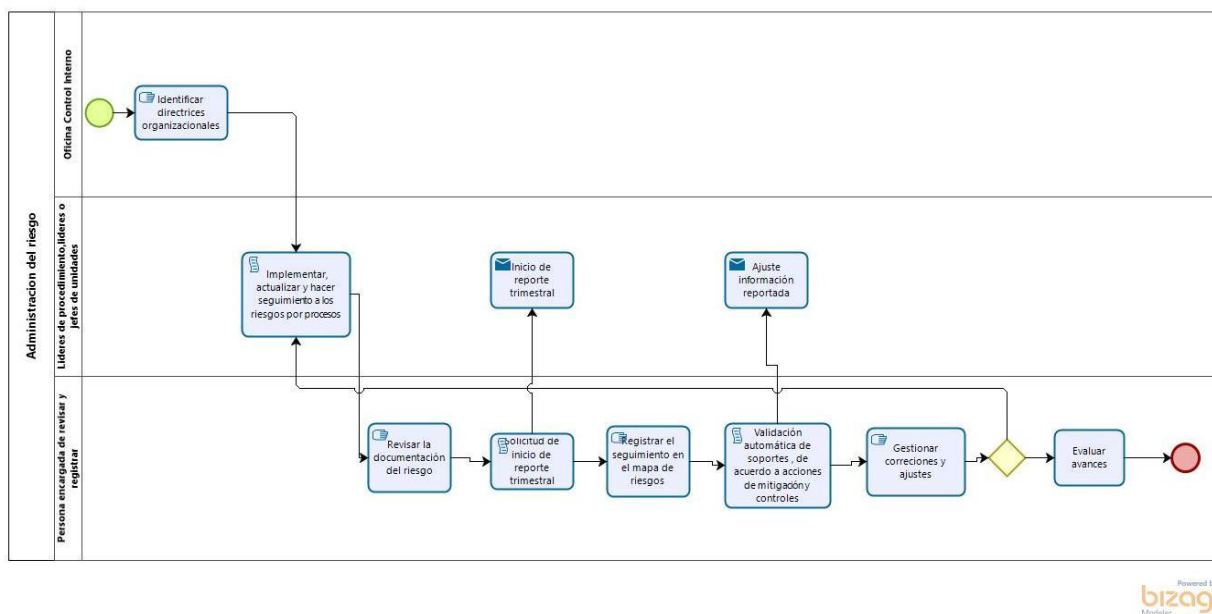 Administracion del riesgo
Oficina Control Interno
Identificar
directrices
organizacionales
Lideres de procedimiento,lideres o
jefes de unidades
Implementar,
actualizar y hacer
seguimiento a los
riesgos por procesos
Inicio de
reporte
trimestral
Ajuste
información
reportada
Persona encargada de revisar y
registrar
Revisar la
documentación
del riesgo
Solicitud de
inicio de
reporte
trimestral
Registrar el
seguimiento en
el mapa de
riesgos
Validación
automática de
soportes , de
acuerdo a acciones
de mitigación y
controles
Gestionar
correciones y
ajustes
Evaluar
avances
Powered
bizag
Modeler